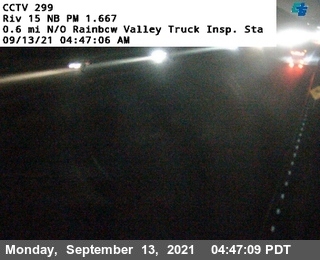 CCTV 299
Riv 15 NB PM 1.667
0.6 mi N/O Rainbow Valley Truck Insp. Sta
09/13/21 04:47:06 AM
Monday, September 13, 2021 04:47:09 PDT